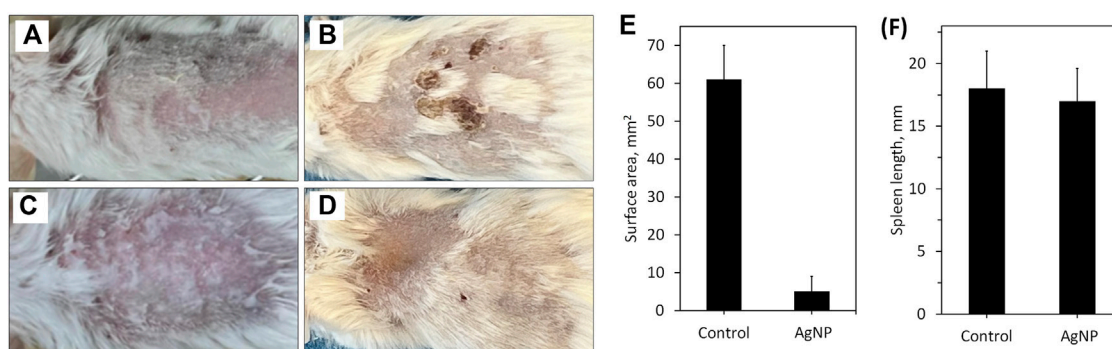 A
B
C
D
E
Surface area, mm²
70
60
50
40
30
20
10
0
Control
AgNP
(F)
Spleen length, mm
20
15
10
5
0
Control
AgNP